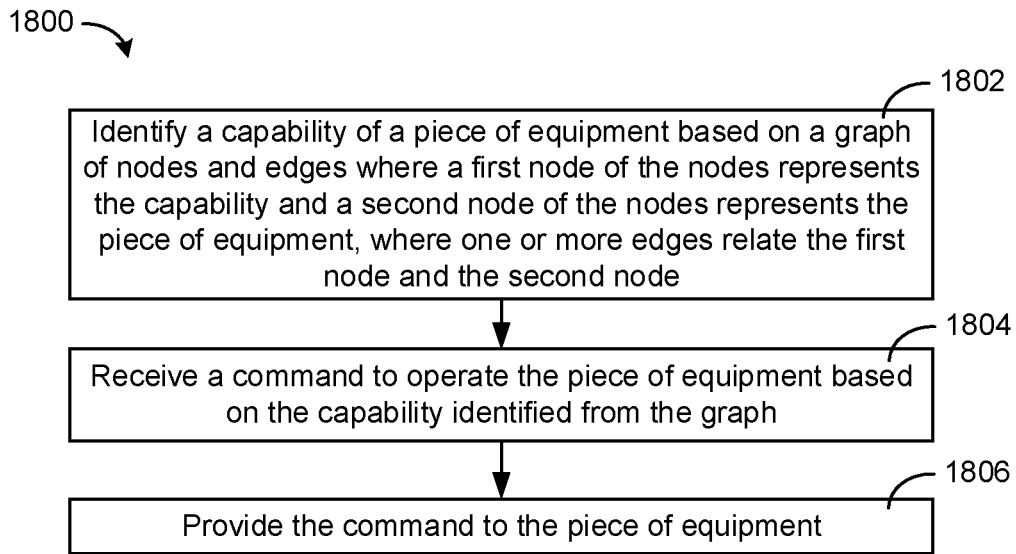 1800
1802
Identify a capability of a piece of equipment based on a graph
of nodes and edges where a first node of the nodes represents
the capability and a second node of the nodes represents the
piece of equipment, where one or more edges relate the first
node and the second node
1804
Receive a command to operate the piece of equipment based
on the capability identified from the graph
1806
Provide the command to the piece of equipment